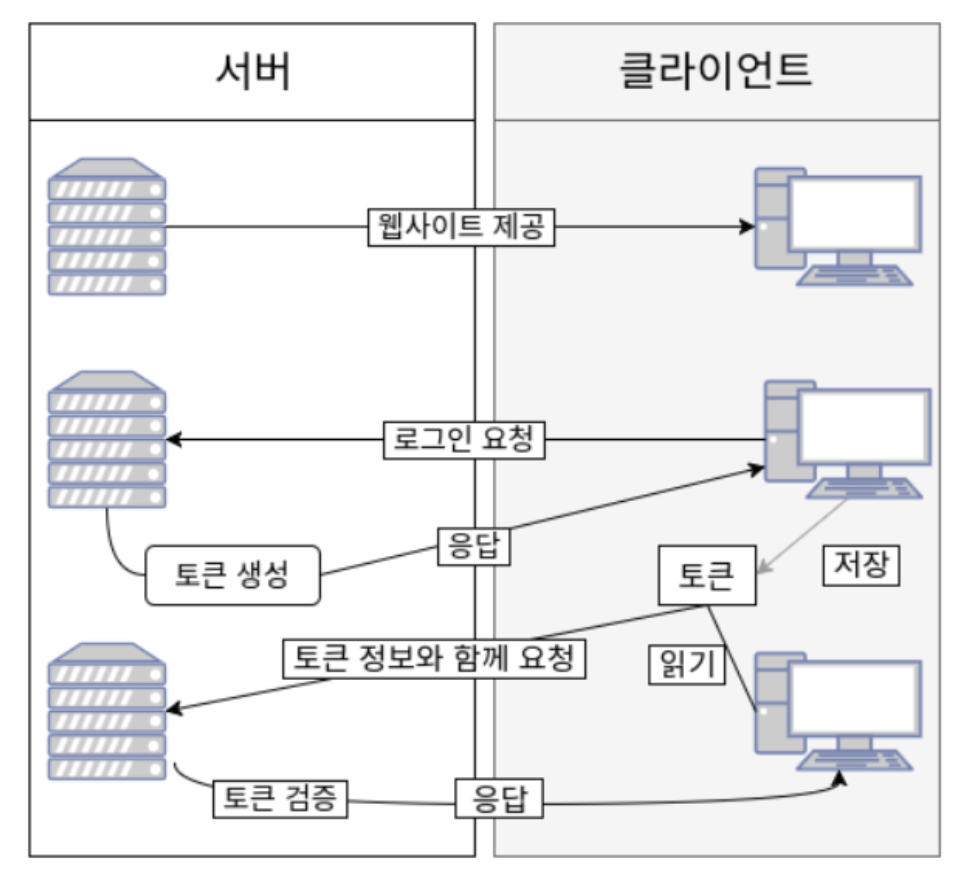 서버
클라이언트
웹사이트 제공
로그인 요청
응답
토큰 생성
토큰
저장
토큰 정보와 함께 요청
읽기
토큰 검증
응답